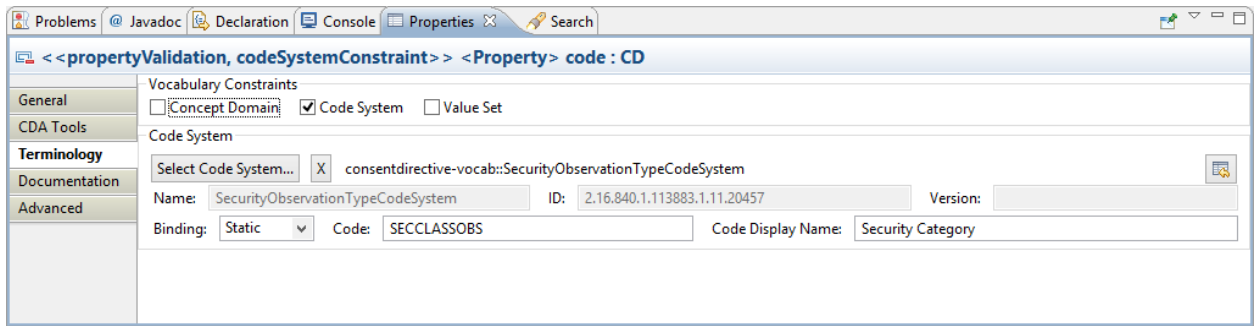 Problems @ Javadoc Declaration Console Properties Search
<<propertyValidation, codeSystemConstraint>> <Property> code : CD
General
CDA Tools
Terminology
Documentation
Advanced
Vocabulary Constraints
Concept Domain Code System Value Set
Code System
Select Code System... X consentdirective-vocab::SecurityObservationTypeCodeSystem
Name: SecurityObservationTypeCodeSystem ID: 2.16.840.1.113883.1.11.20457 Version:
Binding: Static Code: SECCLASSOBS Code Display Name: Security Category